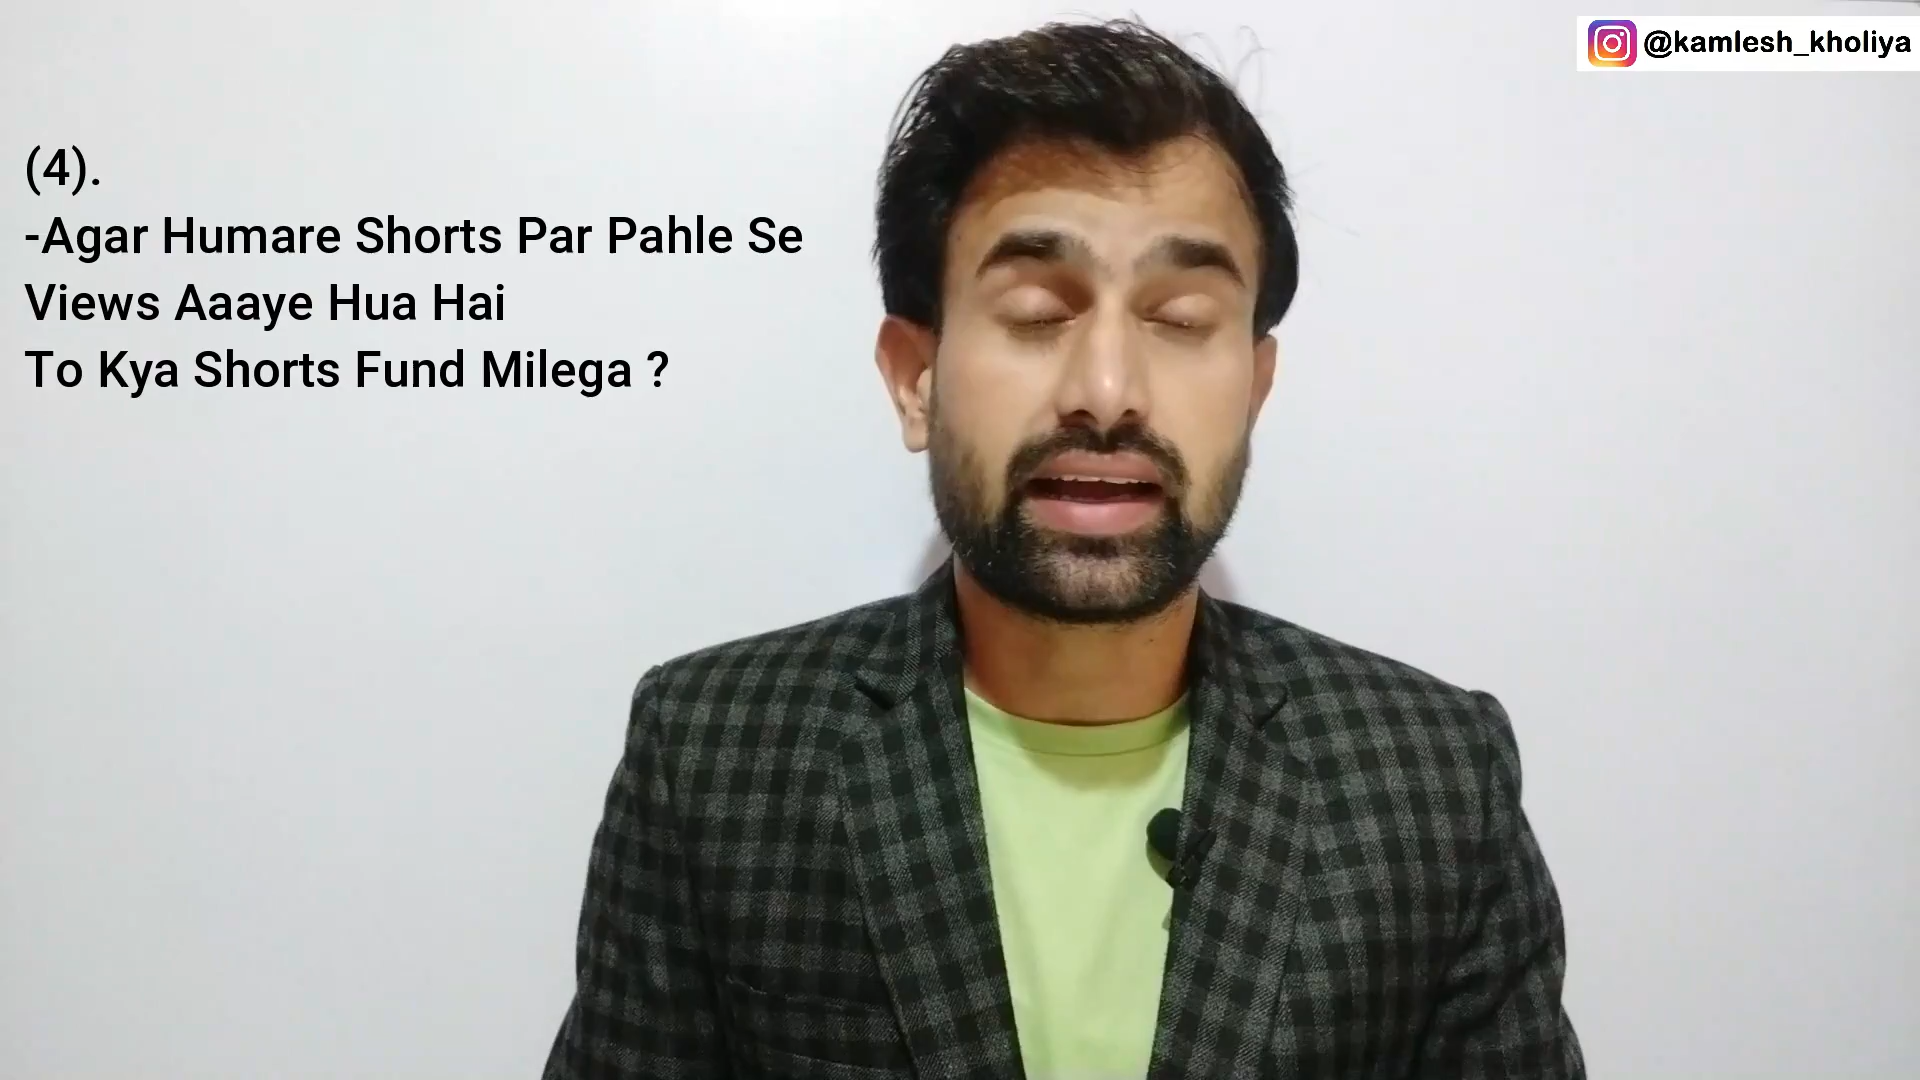 @kamlesh_kholiya
(4).
-Agar Humare Shorts Par Pahle Se
Views Aaaye Hua Hai
To Kya Shorts Fund Milega ?